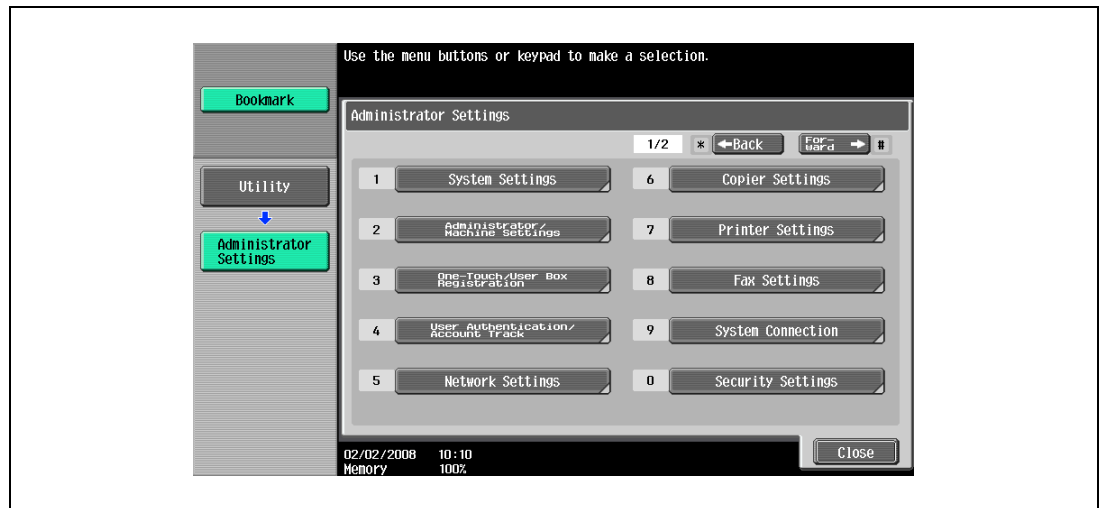 Use the menu buttons or keypad to make a selection.
Bookmark
Administrator Settings
1/2 * ←Back For-ward → #
Utility
Administrator
Settings
1 System Settings
2 Administrator/
Machine Settings
3 One-Touch/User Box
Registration
4 User Authentication/
Account Track
5 Network Settings
6 Copier Settings
7 Printer Settings
8 Fax Settings
9 System Connection
0 Security Settings
02/02/2008 10:10
Memory 100%
Close